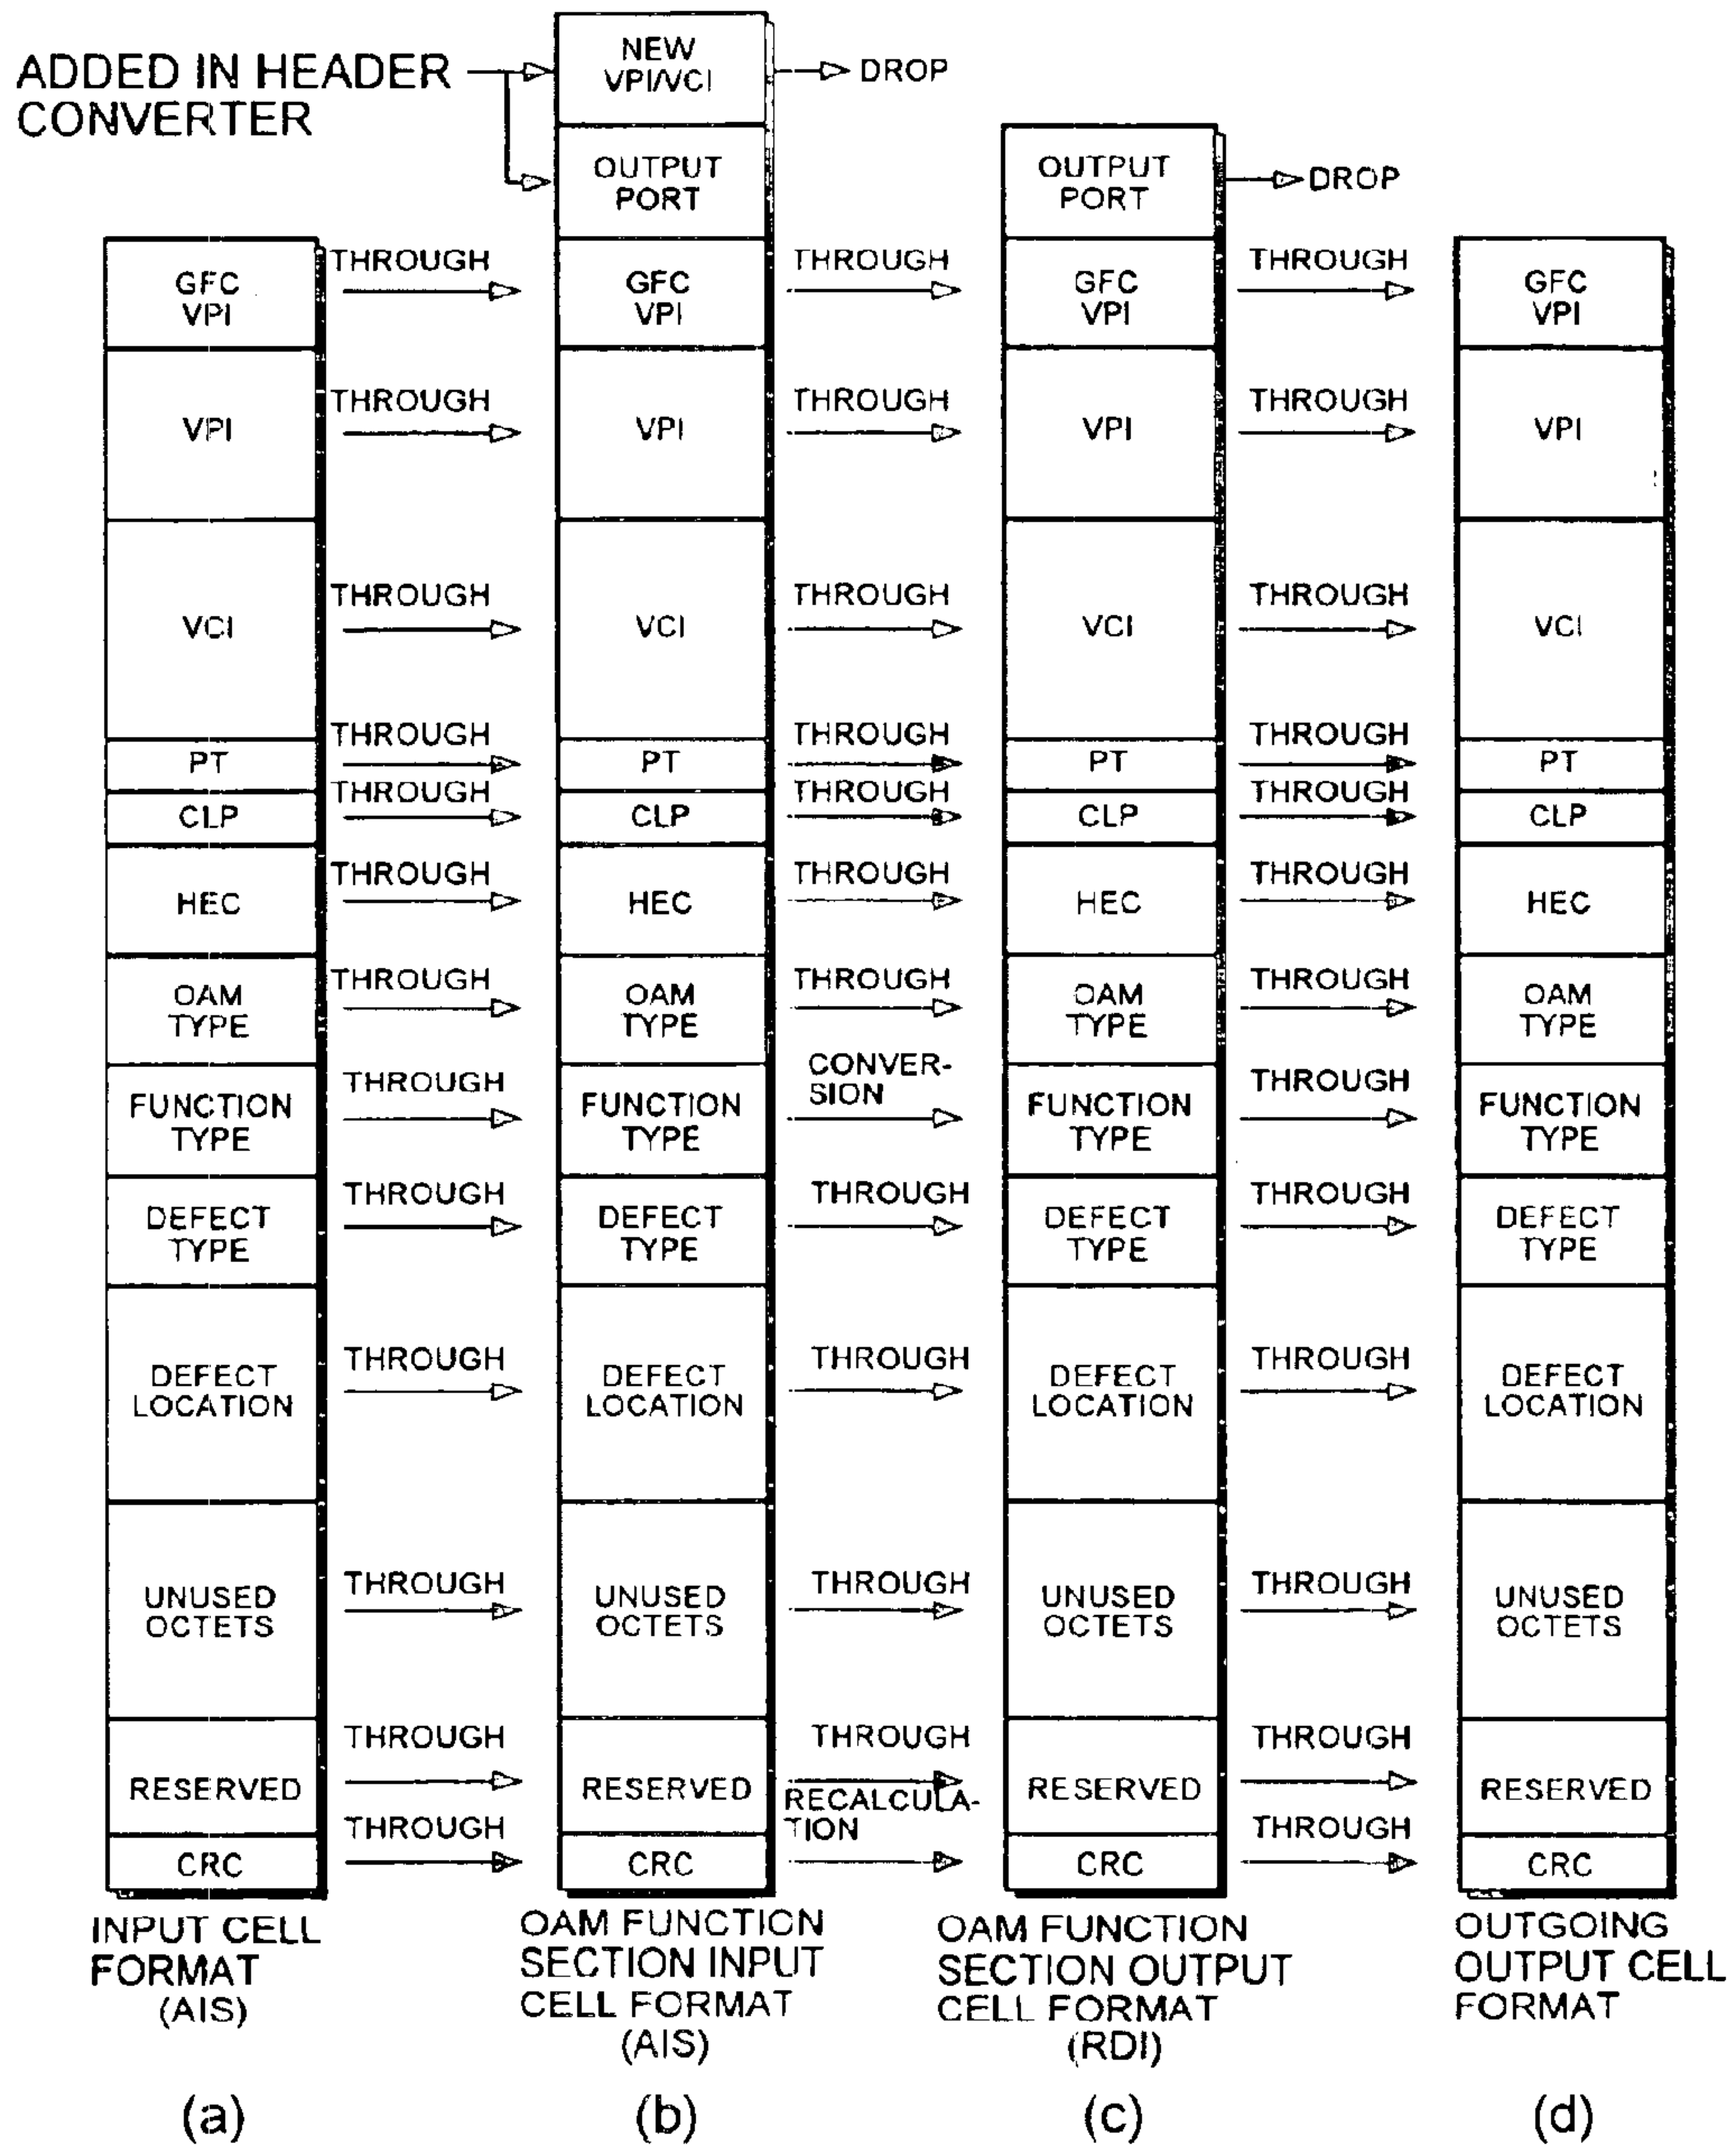 NEW
VPI/VCI
DROP
ADDED IN HEADER
CONVERTER
OUTPUT
PORT
OUTPUT
PORT
DROP
GFC
VPI
THROUGH
GFC
VPI
THROUGH
GFC
VPI
THROUGH
GFC
VPI
VPI
THROUGH
VPI
THROUGH
VPI
THROUGH
VPI
VCI
THROUGH
VCI
THROUGH
VCI
THROUGH
VCI
PT
THROUGH
PT
THROUGH
PT
THROUGH
PT
CLP
THROUGH
CLP
THROUGH
CLP
THROUGH
CLP
HEC
THROUGH
HEC
THROUGH
HEC
THROUGH
HEC
OAM
TYPE
THROUGH
OAM
TYPE
THROUGH
OAM
TYPE
THROUGH
OAM
TYPE
FUNCTION
TYPE
THROUGH
FUNCTION
TYPE
CONVER-
SION
FUNCTION
TYPE
THROUGH
FUNCTION
TYPE
DEFECT
TYPE
THROUGH
DEFECT
TYPE
THROUGH
DEFECT
TYPE
THROUGH
DEFECT
TYPE
DEFECT
LOCATION
THROUGH
DEFECT
LOCATION
THROUGH
DEFECT
LOCATION
THROUGH
DEFECT
LOCATION
UNUSED
OCTETS
THROUGH
UNUSED
OCTETS
THROUGH
UNUSED
OCTETS
THROUGH
UNUSED
OCTETS
RESERVED
THROUGH
RESERVED
THROUGH
RESERVED
THROUGH
RESERVED
CRC
THROUGH
CRC
RECALCULA-
TION
CRC
THROUGH
CRC
INPUT CELL
FORMAT
(AIS)
OAM FUNCTION
SECTION INPUT
CELL FORMAT
(AIS)
OAM FUNCTION
SECTION OUTPUT
CELL FORMAT
(RDI)
OUTGOING
OUTPUT CELL
FORMAT
(a)
(b)
(c)
(d)